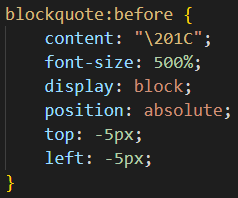 blockquote:before {
    content: "\201C";
    font-size: 500%;
    display: block;
    position: absolute;
    top: -5px;
    left: -5px;
}